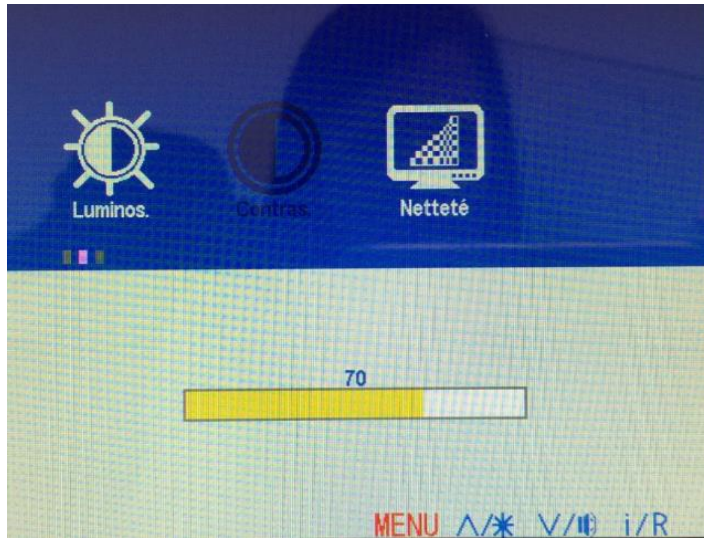 Luminos. Contras. Netteté
70
MENU Λ/☀ V/🔊 i/R